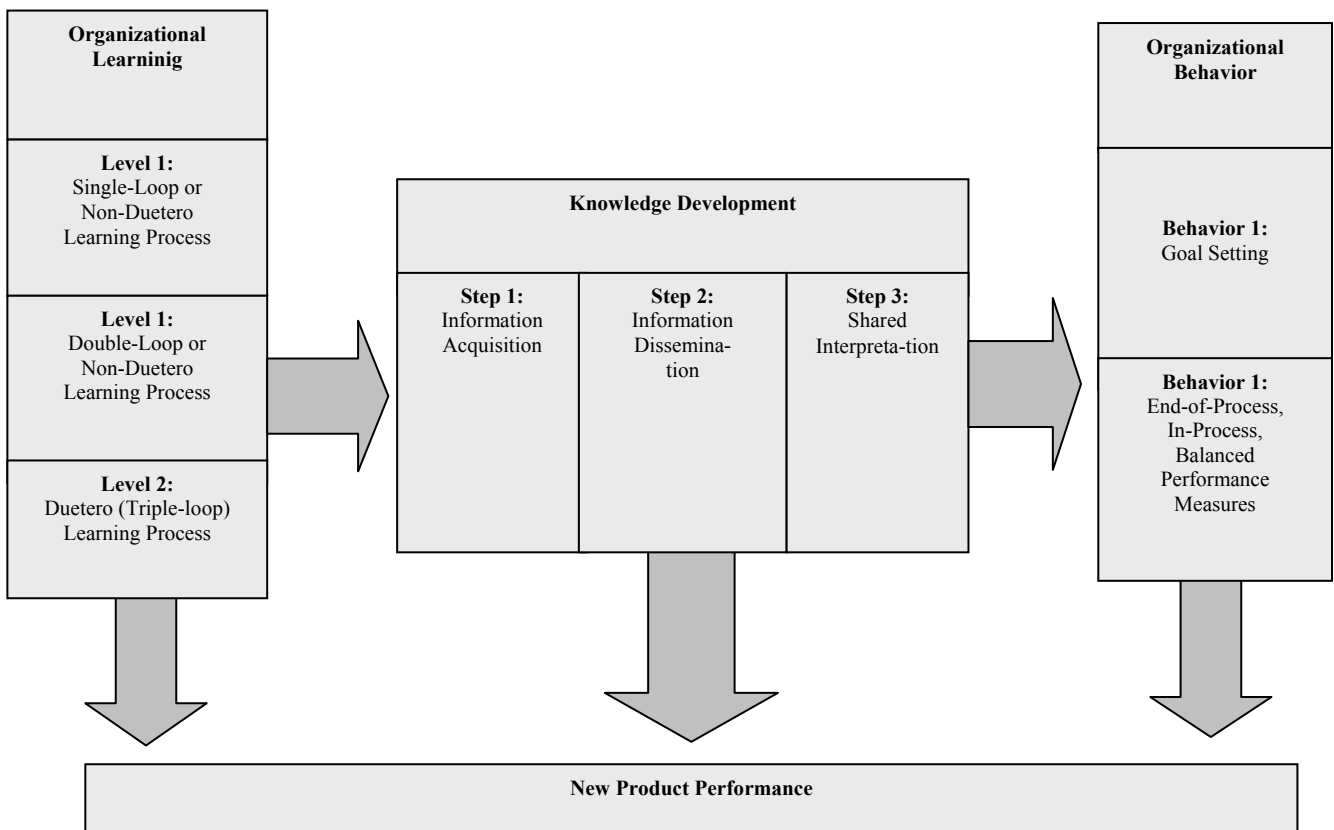 Organizational
Learninig
Level 1:
Single-Loop or
Non-Duetero
Learning Process
Level 1:
Double-Loop or
Non-Duetero
Learning Process
Level 2:
Duetero (Triple-loop)
Learning Process
Knowledge Development
Step 1:
Information
Acquisition
Step 2:
Information
Dissemina-
tion
Step 3:
Shared
Interpreta-tion
Organizational
Behavior
Behavior 1:
Goal Setting
Behavior 1:
End-of-Process,
In-Process,
Balanced
Performance
Measures
New Product Performance